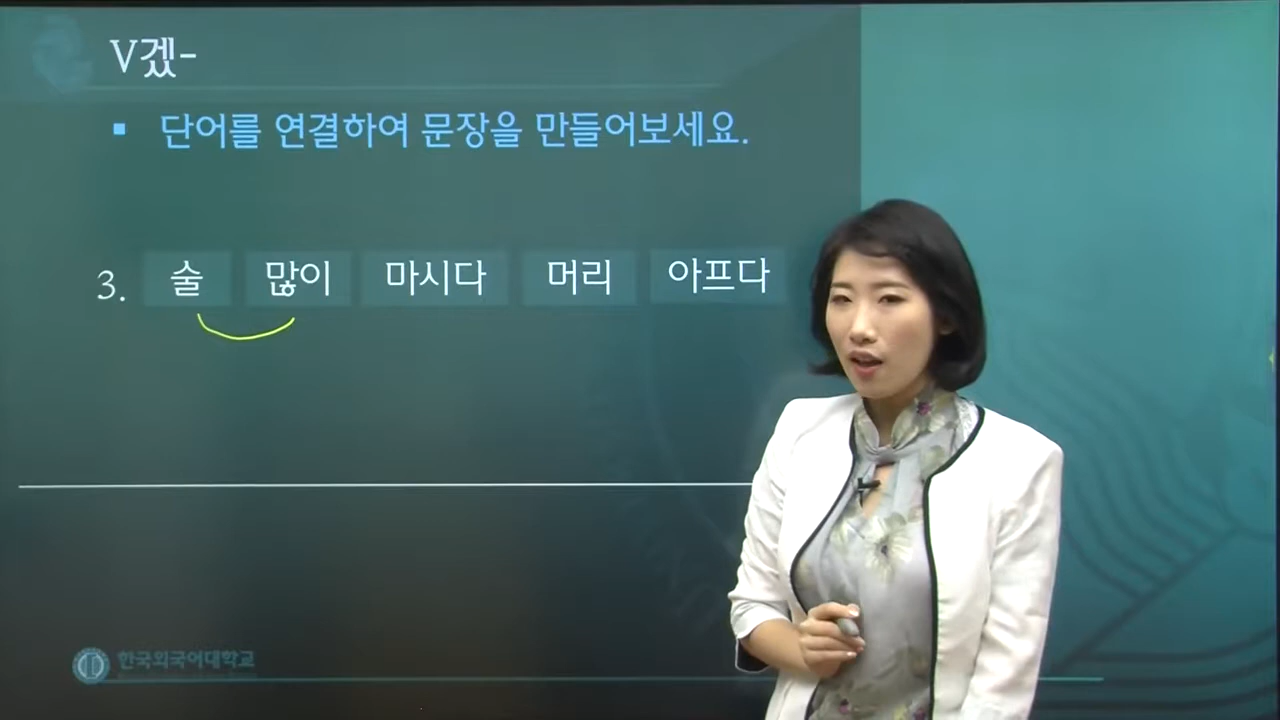 V겠-
▪ 단어를 연결하여 문장을 만들어보세요.
3. 술 많이 마시다 머리 아프다
한국외국어대학교